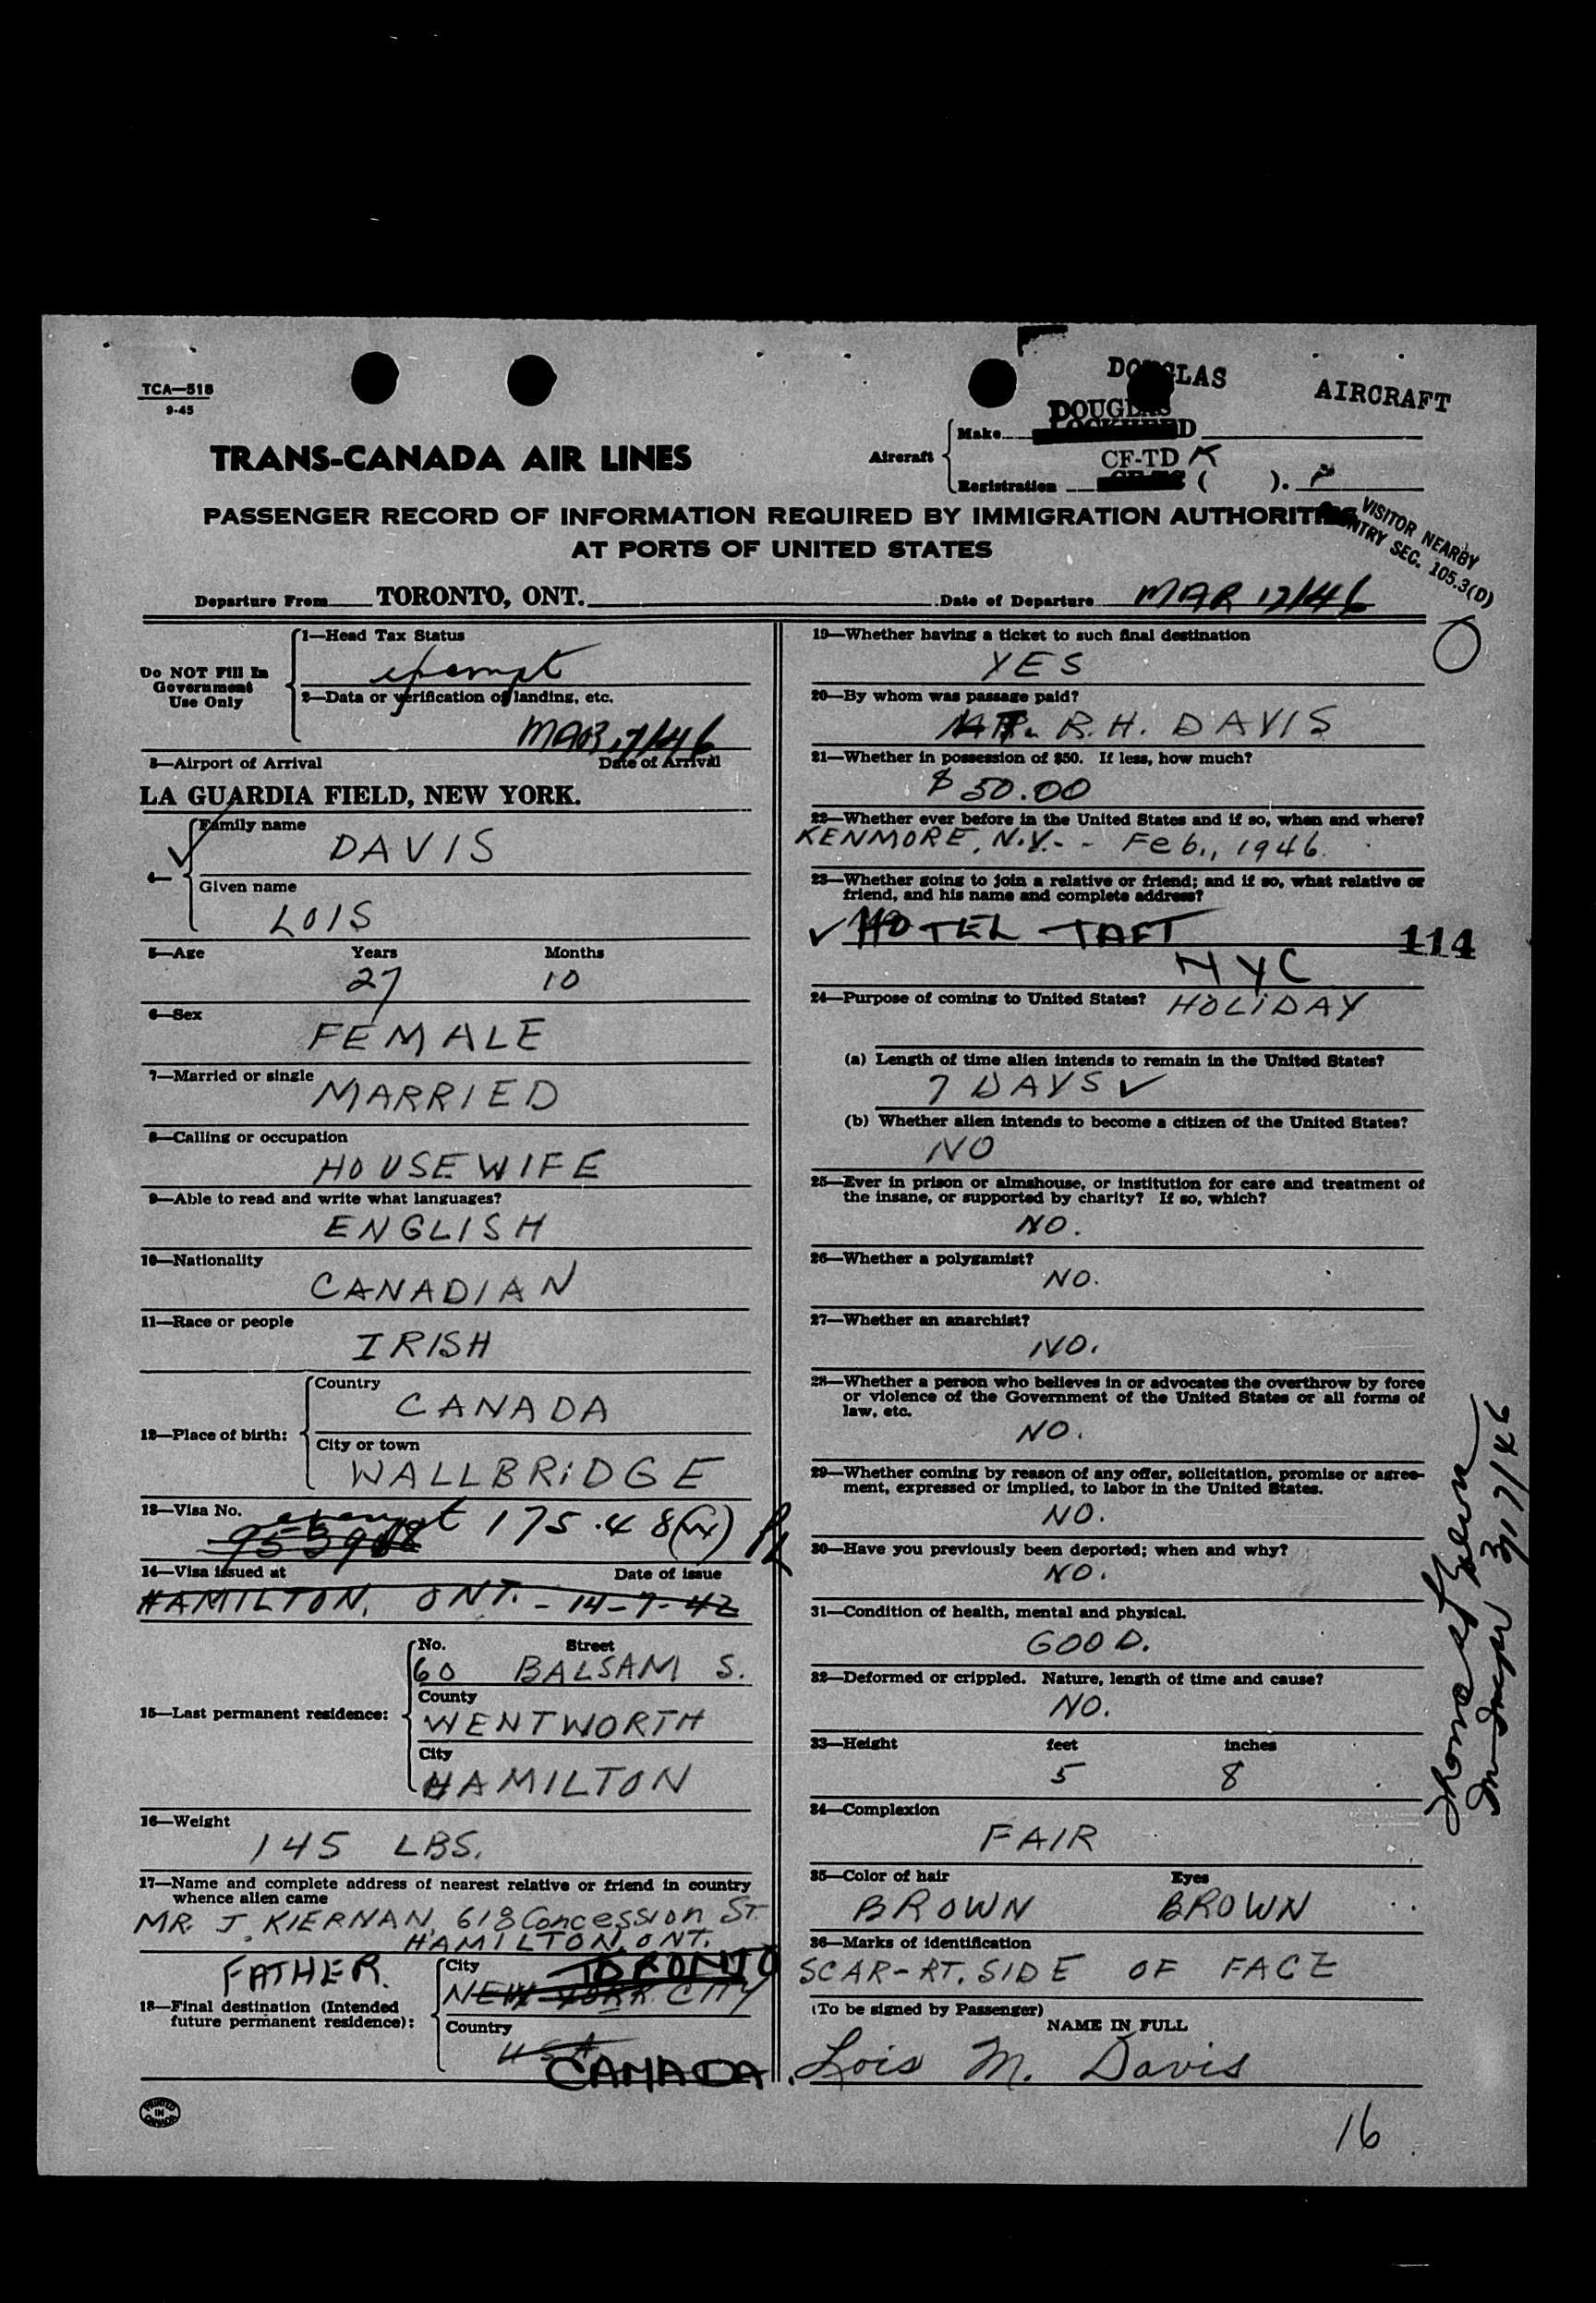 TCA—518
9-45
DOUGLAS AIRCRAFT
DOUGLAS
Make
TRANS-CANADA AIR LINES
Aircraft
CF-TD K
Registration ( ).
PASSENGER RECORD OF INFORMATION REQUIRED BY IMMIGRATION AUTHORITIES
AT PORTS OF UNITED STATES
VISITOR NEARBY
COUNTRY SEC. 105.3(D)
Departure From TORONTO, ONT. Date of Departure MAR 17/46
Do NOT Fill In
Government
Use Only
1—Head Tax Status
exempt
2—Data or verification of landing, etc.
MAR 17/46
3—Airport of Arrival Date of Arrival
LA GUARDIA FIELD, NEW YORK.
4—
Family name
DAVIS
Given name
LOIS
5—Age Years Months
27 10
6—Sex
FEMALE
7—Married or single
MARRIED
8—Calling or occupation
HOUSEWIFE
9—Able to read and write what languages?
ENGLISH
10—Nationality
CANADIAN
11—Race or people
IRISH
12—Place of birth:
Country
CANADA
City or town
WALLBRIDGE
13—Visa No.
exempt 175.48
14—Visa issued at Date of issue
HAMILTON, ONT. - 14-7-42
15—Last permanent residence:
No. Street
60 BALSAM S.
County
WENTWORTH
City
HAMILTON
16—Weight
145 LBS.
17—Name and complete address of nearest relative or friend in country
whence alien came
MR. J. KIERNAN, 618 Concession ST.
HAMILTON, ONT.
FATHER.
18—Final destination (Intended
future permanent residence):
City
TORONTO
NEW YORK CITY
Country
USA
CANADA.
19—Whether having a ticket to such final destination
YES
20—By whom was passage paid?
MR. R.H. DAVIS
21—Whether in possession of $50. If less, how much?
$50.00
22—Whether ever before in the United States and if so, when and where?
KENMORE, N.Y. - - Feb., 1946.
23—Whether going to join a relative or friend; and if so, what relative or
friend, and his name and complete address?
HOTEL TAFT
114
NYC
24—Purpose of coming to United States? HOLIDAY
(a) Length of time alien intends to remain in the United States?
7 DAYS
(b) Whether alien intends to become a citizen of the United States?
NO
25—Ever in prison or almshouse, or institution for care and treatment of
the insane, or supported by charity? If so, which?
NO.
26—Whether a polygamist?
NO.
27—Whether an anarchist?
NO.
28—Whether a person who believes in or advocates the overthrow by force
or violence of the Government of the United States or all forms of
law, etc.
NO.
29—Whether coming by reason of any offer, solicitation, promise or agree-
ment, expressed or implied, to labor in the United States.
NO.
30—Have you previously been deported; when and why?
NO.
31—Condition of health, mental and physical.
GOOD.
32—Deformed or crippled. Nature, length of time and cause?
NO.
33—Height feet inches
5 8
34—Complexion
FAIR
35—Color of hair Eyes
BROWN BROWN
36—Marks of identification
SCAR-RT. SIDE OF FACE
(To be signed by Passenger)
NAME IN FULL
Lois M. Davis
3/17/46
PRINTED
IN
CANADA
16